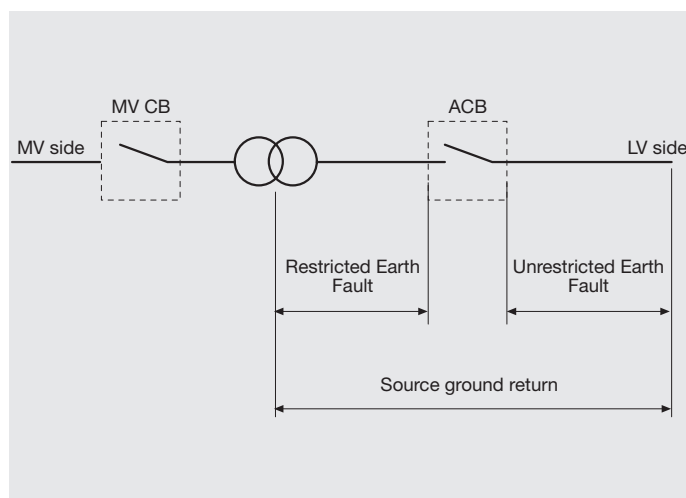 MV CB
ACB
MV side
LV side
Restricted Earth
Fault
Unrestricted Earth
Fault
Source ground return